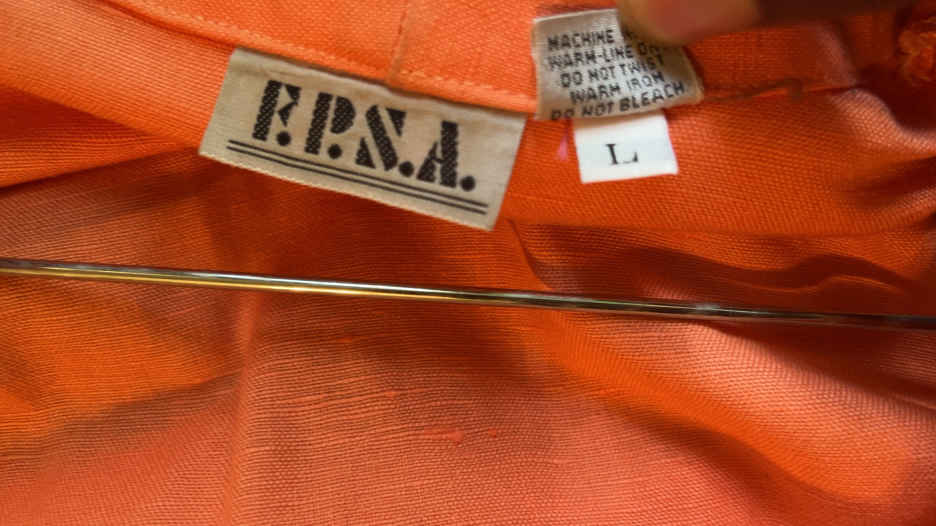 F.P.S.A.
MACHINE
WARM-LINE
DO NOT TWIST
WARM IRON
DO NOT BLEACH
L